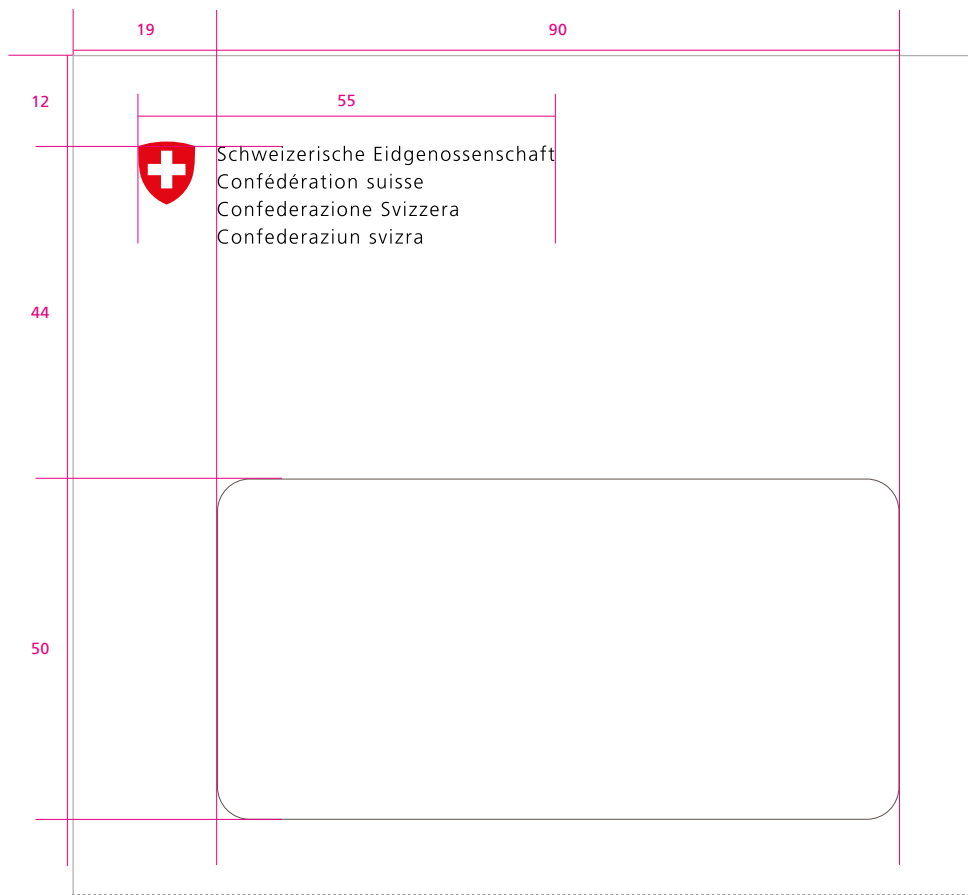 19
90
12
55
Schweizerische Eidgenossenschaft
Confédération suisse
Confederazione Svizzera
Confederaziun svizra
44
50